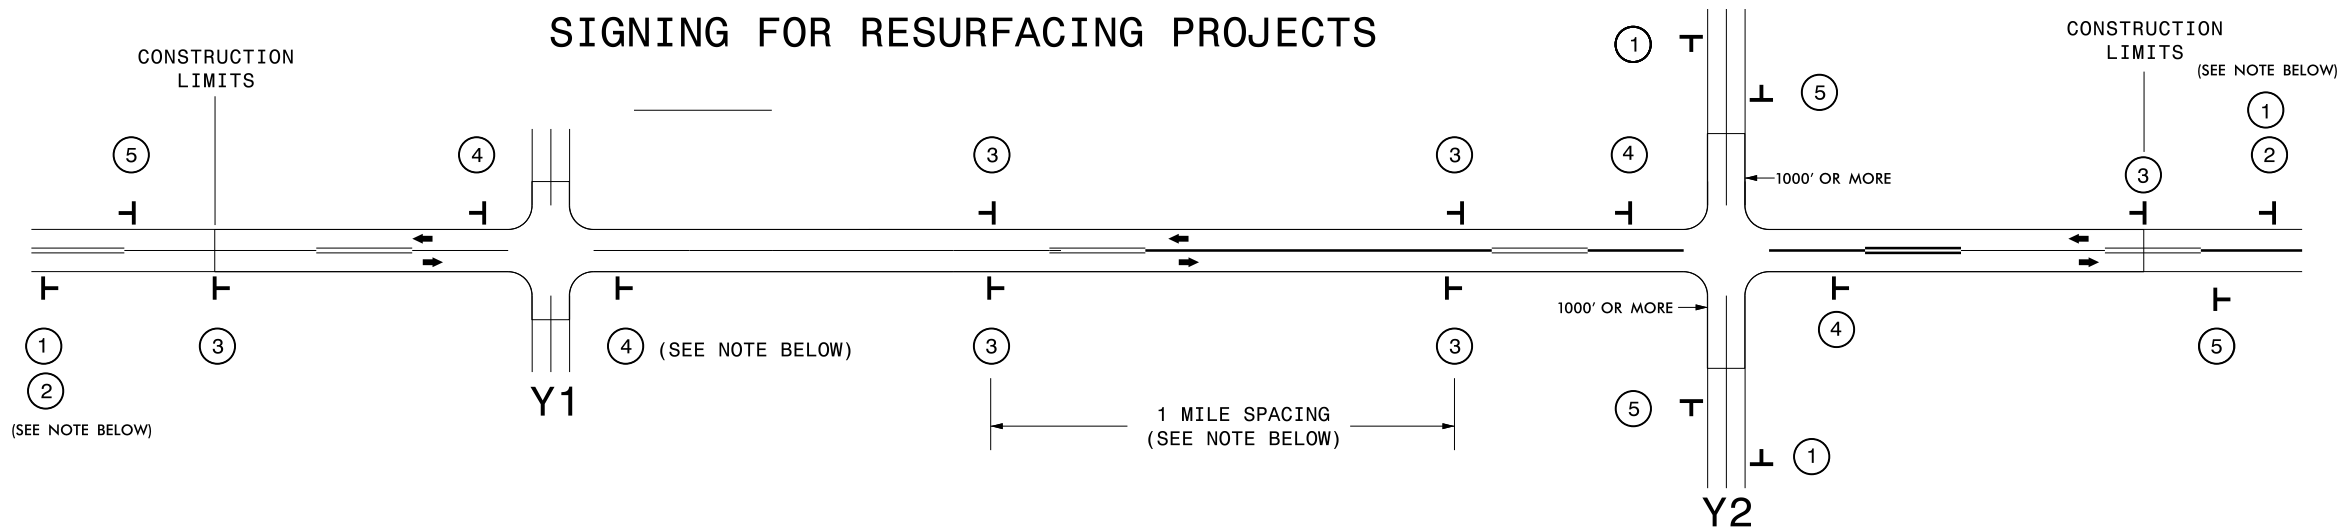 SIGNING FOR RESURFACING PROJECTS
CONSTRUCTION
LIMITS
CONSTRUCTION
LIMITS
(SEE NOTE BELOW)
1
5
1
5
4
3
3
4
3
2
1000' OR MORE
1000' OR MORE
1
2
(SEE NOTE BELOW)
3
4 (SEE NOTE BELOW)
3
3
4
5
Y1
1 MILE SPACING
(SEE NOTE BELOW)
5
1
Y2